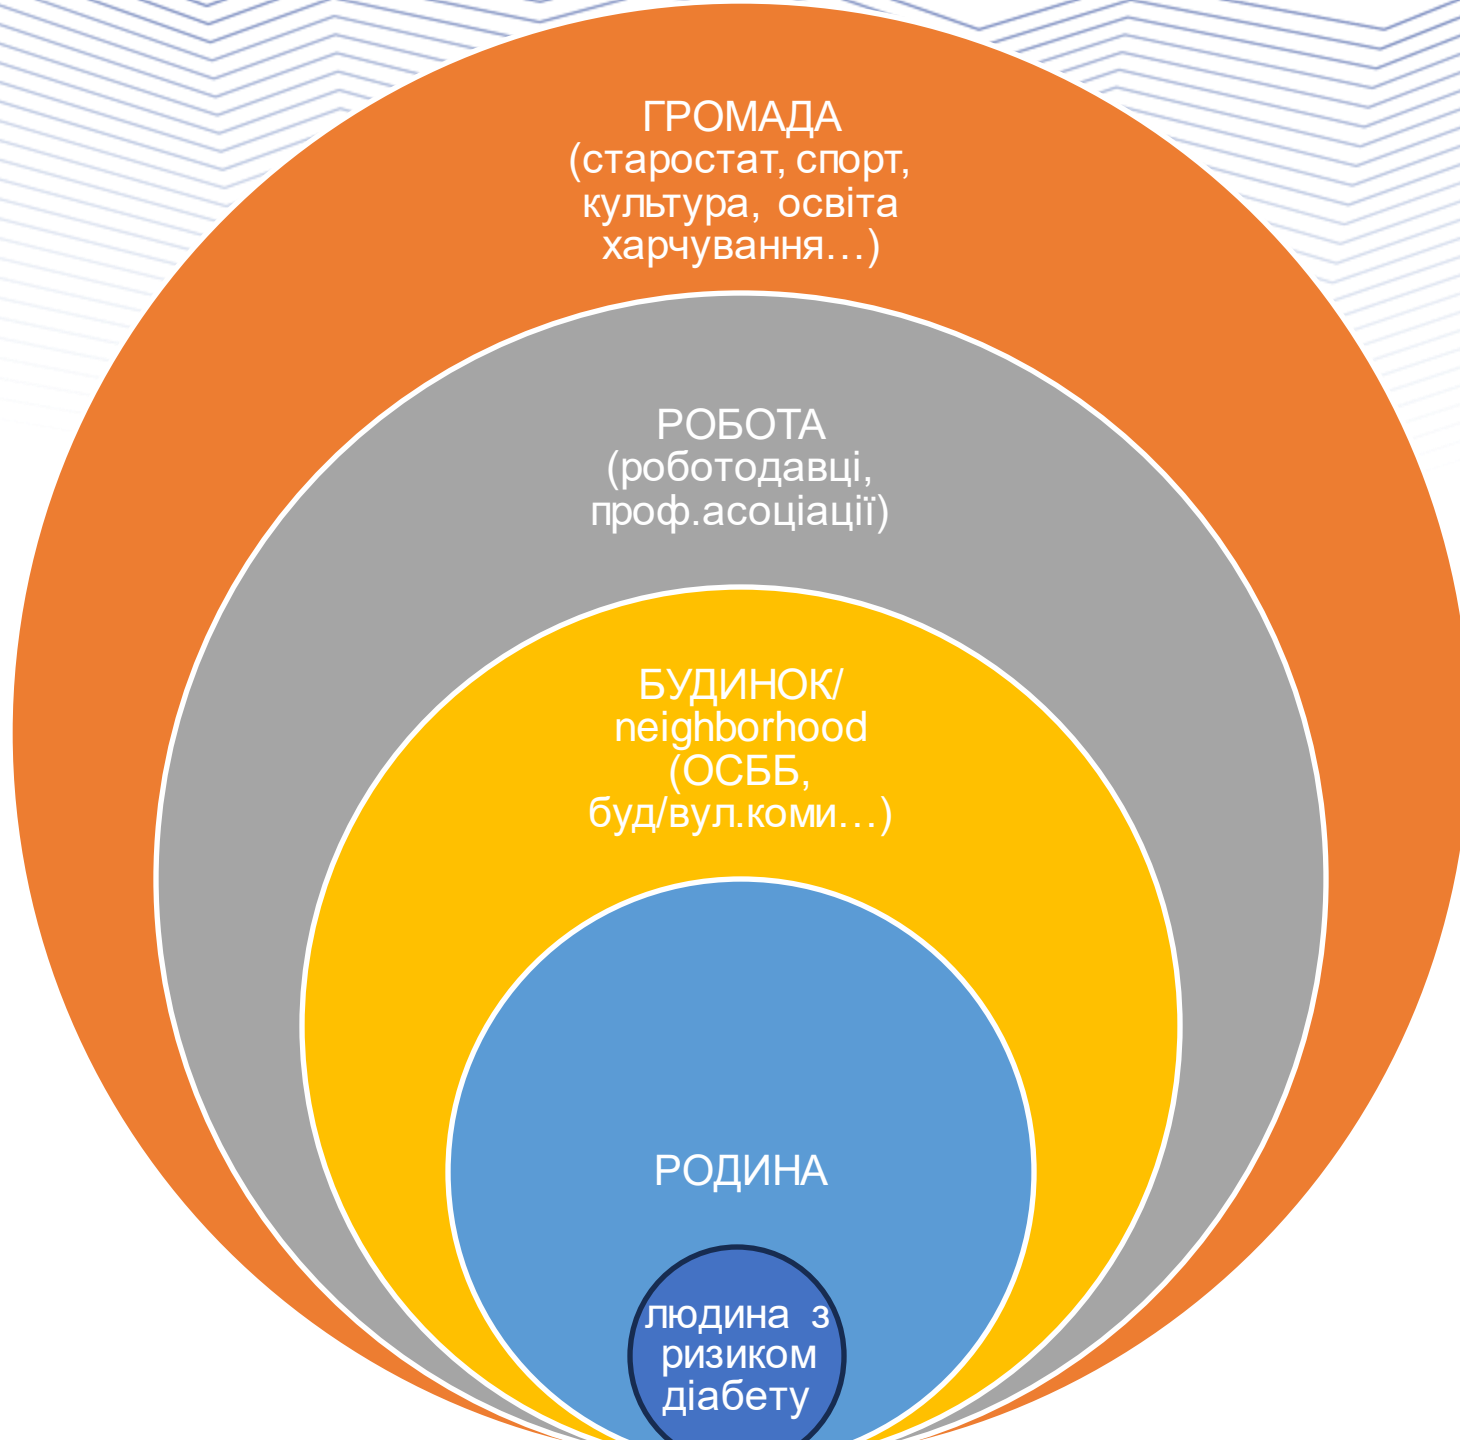 ГРОМАДА
(старостат, спорт,
культура, освіта
харчування...)
РОБОТА
(роботодавці,
проф.асоціації)
БУДИНОК/
neighborhood
(ОСББ,
буд/вул.коми...)
РОДИНА
людина з
ризиком
діабету